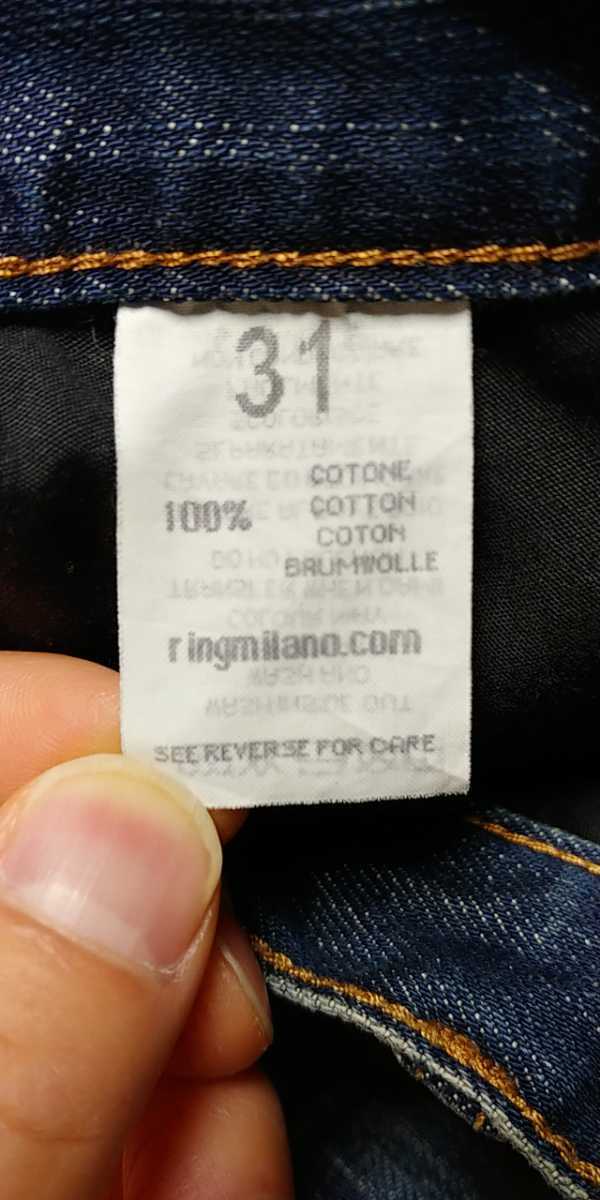 31
100%
COTONE
COTTON
COTON
BAUMWOLLE
ringmilano.com
SEE REVERSE FOR CARE